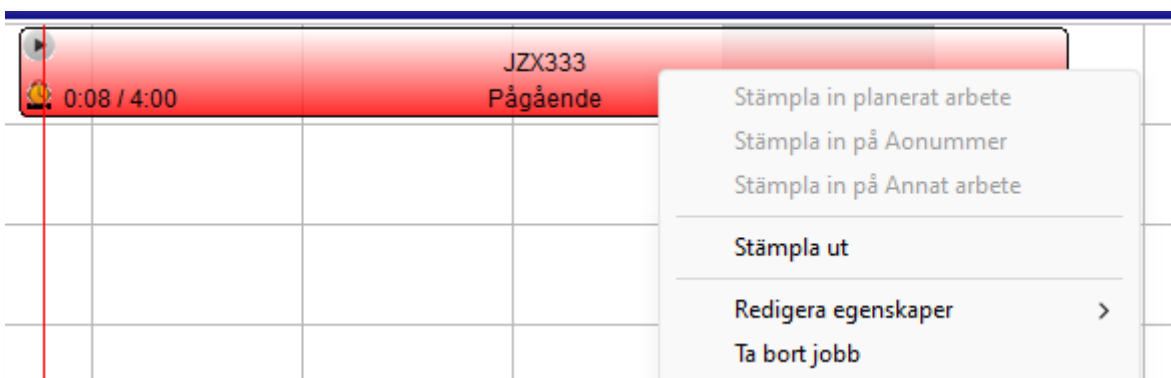 JZX333
0:08 / 4:00 Pågående
Stämpla in planerat arbete
Stämpla in på Aonummer
Stämpla in på Annat arbete
Stämpla ut
Redigera egenskaper
Ta bort jobb